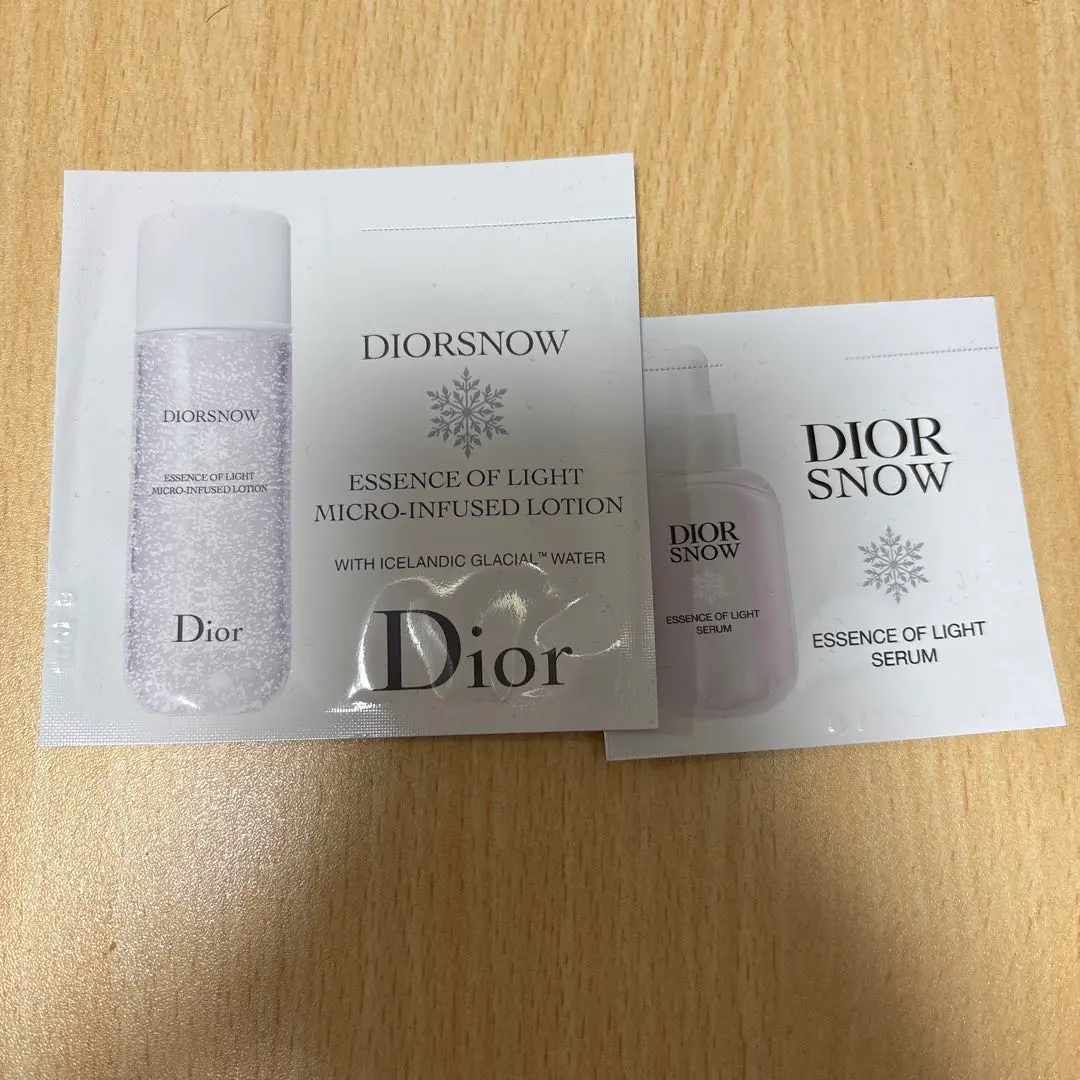 DIORSNOW
ESSENCE OF LIGHT
MICRO-INFUSED LOTION
Dior
DIORSNOW
ESSENCE OF LIGHT
MICRO-INFUSED LOTION
WITH ICELANDIC GLACIAL™ WATER
Dior
DIOR
SNOW
ESSENCE OF LIGHT
SERUM
DIOR
SNOW
ESSENCE OF LIGHT
SERUM